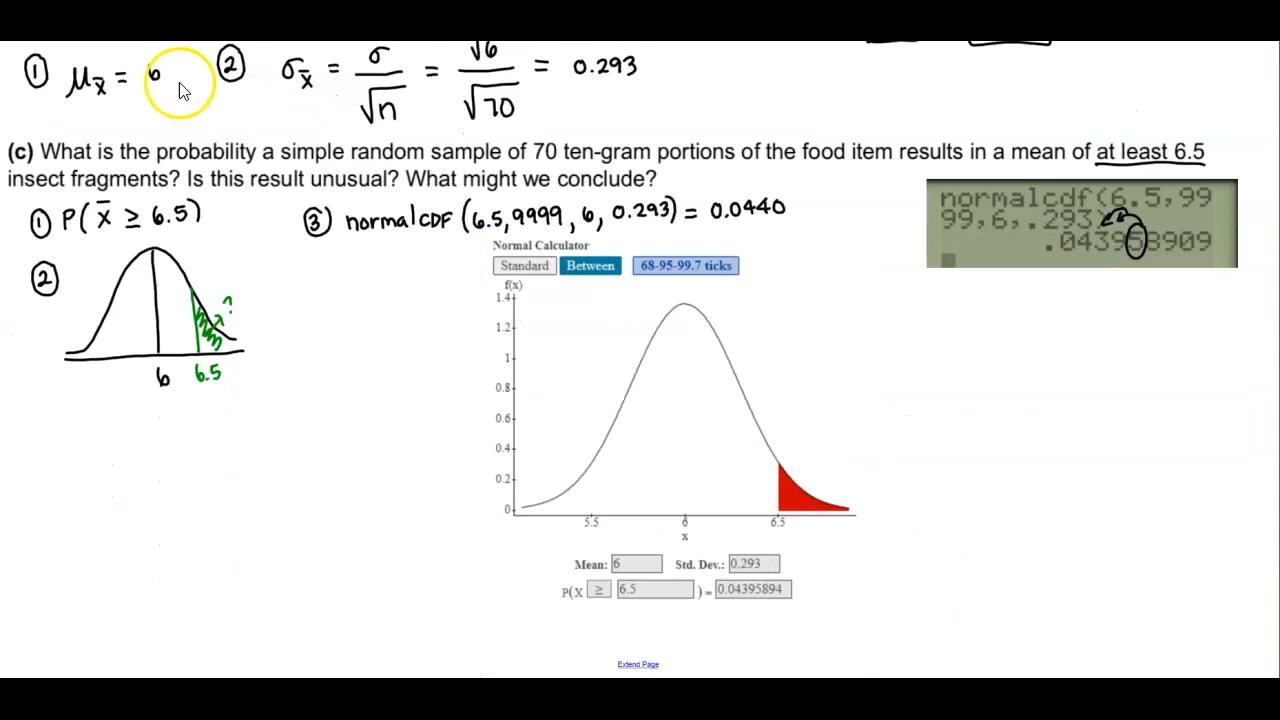 ① μx̄ = 6 ② σx̄ = σ/√n = √6/√70 = 0.293
(c) What is the probability a simple random sample of 70 ten-gram portions of the food item results in a mean of at least 6.5
insect fragments? Is this result unusual? What might we conclude?
① P(x̄ ≥ 6.5)
③ normalCDF (6.5,9999, 6, 0.293) = 0.0440
normalcdf(6.5,99
99,6,.293)
.043958909
②
?
6 6.5
Normal Calculator
Standard Between 68-95-99.7 ticks
f(x)
1.4
1.2
1
0.8
0.6
0.4
0.2
0
5.5 6 6.5
x
Mean: 6 Std. Dev.: 0.293
P(X ≥ 6.5 ) = 0.04395894
Extend Page